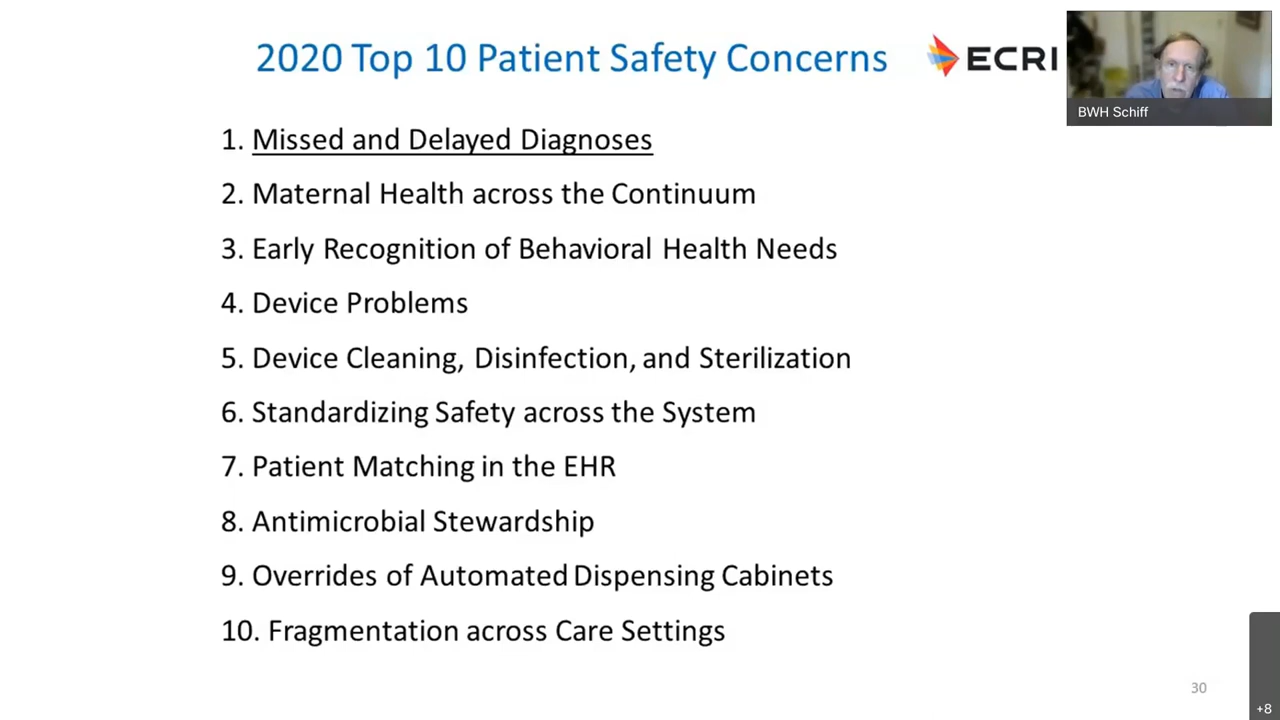 2020 Top 10 Patient Safety Concerns
ECRI
BWH Schiff
1. Missed and Delayed Diagnoses
2. Maternal Health across the Continuum
3. Early Recognition of Behavioral Health Needs
4. Device Problems
5. Device Cleaning, Disinfection, and Sterilization
6. Standardizing Safety across the System
7. Patient Matching in the EHR
8. Antimicrobial Stewardship
9. Overrides of Automated Dispensing Cabinets
10. Fragmentation across Care Settings
30
+8